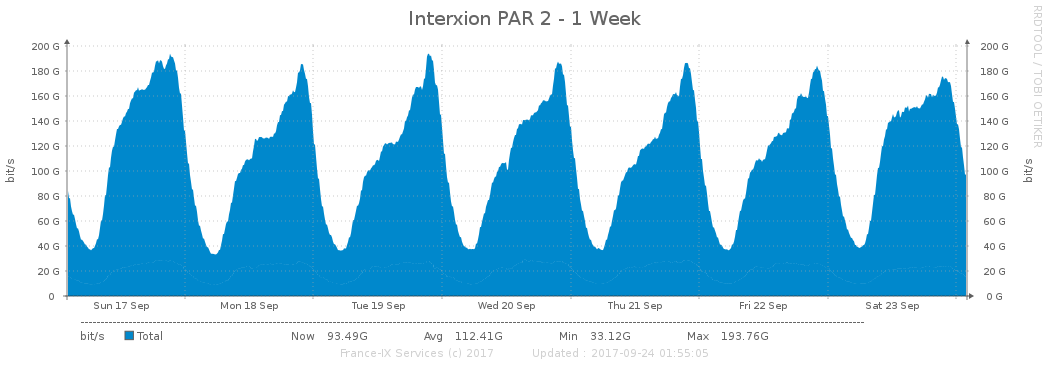 Interxion PAR 2 - 1 Week
RRDTOOL / TOBI OETIKER
bit/s
200 G
180 G
160 G
140 G
120 G
100 G
80 G
60 G
40 G
20 G
0
200 G
180 G
160 G
140 G
120 G
100 G
80 G
60 G
40 G
20 G
0 G
bit/s
Sun 17 Sep Mon 18 Sep Tue 19 Sep Wed 20 Sep Thu 21 Sep Fri 22 Sep Sat 23 Sep
bit/s Total Now 93.49G Avg 112.41G Min 33.12G Max 193.76G
France-IX Services (c) 2017 Updated : 2017-09-24 01:55:05